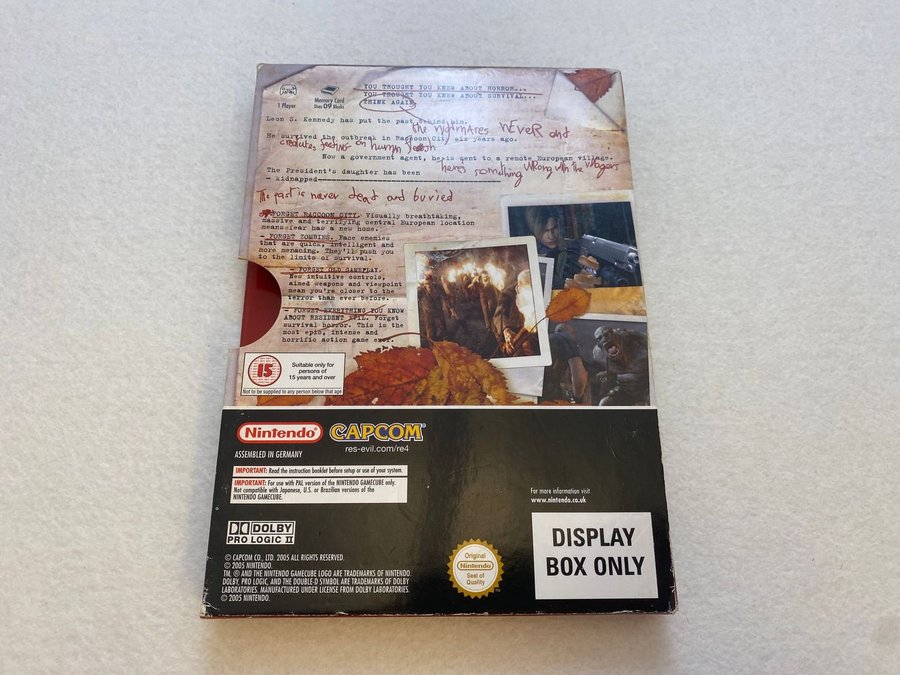 YOU THOUGHT YOU KNEW ABOUT HORROR...
YOU THOUGHT YOU KNEW ABOUT SURVIVAL...
THINK AGAIN
1 Player
Memory Card
Uses 09 Blocks
Leon S. Kennedy has put the past behind him.
the nightmares NEVER end
He survived the outbreak in Raccoon City six years ago.
creatures feeding on human flesh
Now a government agent, he is sent to a remote European village.
The President's daughter has been
- kidnapped
heres something wrong with the villagers
The past is never dead and buried
FORGET RACCOON CITY. Visually breathtaking,
massive and terrifying central European location
means fear has a new home.
- FORGET ZOMBIES. Face enemies
that are quick, intelligent and
more menacing. They'll push you
to the limits of survival.
- FORGET OLD GAMEPLAY.
New intuitive controls,
aimed weapons and viewpoint
mean you're closer to the
terror than ever before.
- FORGET EVERYTHING YOU KNOW
ABOUT RESIDENT EVIL. Forget
survival horror. This is the
most epic, intense and
horrific action game ever.
15
Suitable only for
persons of
15 years and over
Not to be supplied to any person below that age
Nintendo
CAPCOM
res-evil.com/re4
ASSEMBLED IN GERMANY
IMPORTANT: Read the instruction booklet before setup or use of your system.
IMPORTANT: For use with PAL version of the NINTENDO GAMECUBE only.
Not compatible with Japanese, U.S. or Brazilian versions of the
NINTENDO GAMECUBE.
For more information visit
www.nintendo.co.uk
DOLBY
PRO LOGIC II
DISPLAY
BOX ONLY
Original
Nintendo
Seal of
Quality
© CAPCOM CO., LTD. 2005 ALL RIGHTS RESERVED.
© 2005 NINTENDO.
TM, ® AND THE NINTENDO GAMECUBE LOGO ARE TRADEMARKS OF NINTENDO.
DOLBY, PRO LOGIC, AND THE DOUBLE-D SYMBOL ARE TRADEMARKS OF DOLBY
LABORATORIES. MANUFACTURED UNDER LICENSE FROM DOLBY LABORATORIES.
© 2005 NINTENDO.